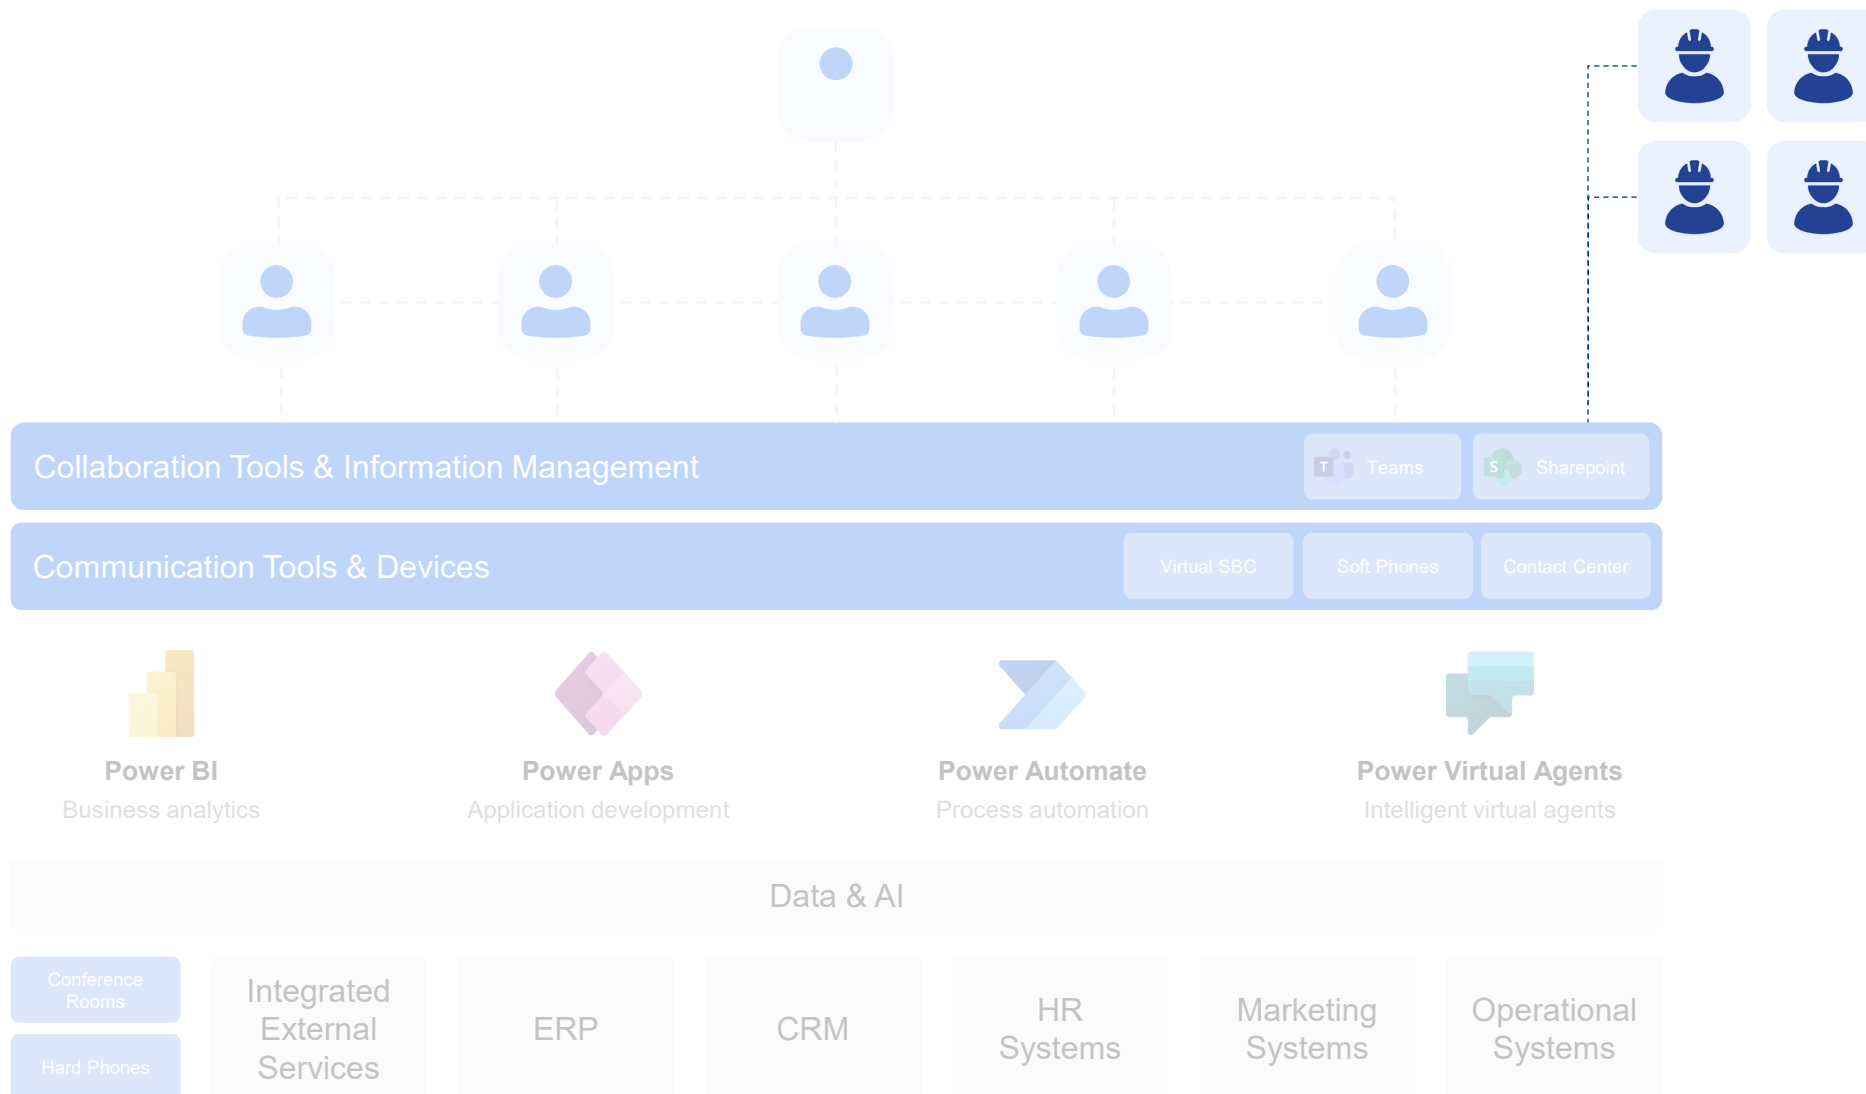 Collaboration Tools & Information Management
T
Teams
S
Sharepoint
Communication Tools & Devices
Virtual SBC
Soft Phones
Contact Center
Power BI
Business analytics
Power Apps
Application development
Power Automate
Process automation
Power Virtual Agents
Intelligent virtual agents
Data & AI
Conference
Rooms
Hard Phones
Integrated
External
Services
ERP
CRM
HR
Systems
Marketing
Systems
Operational
Systems